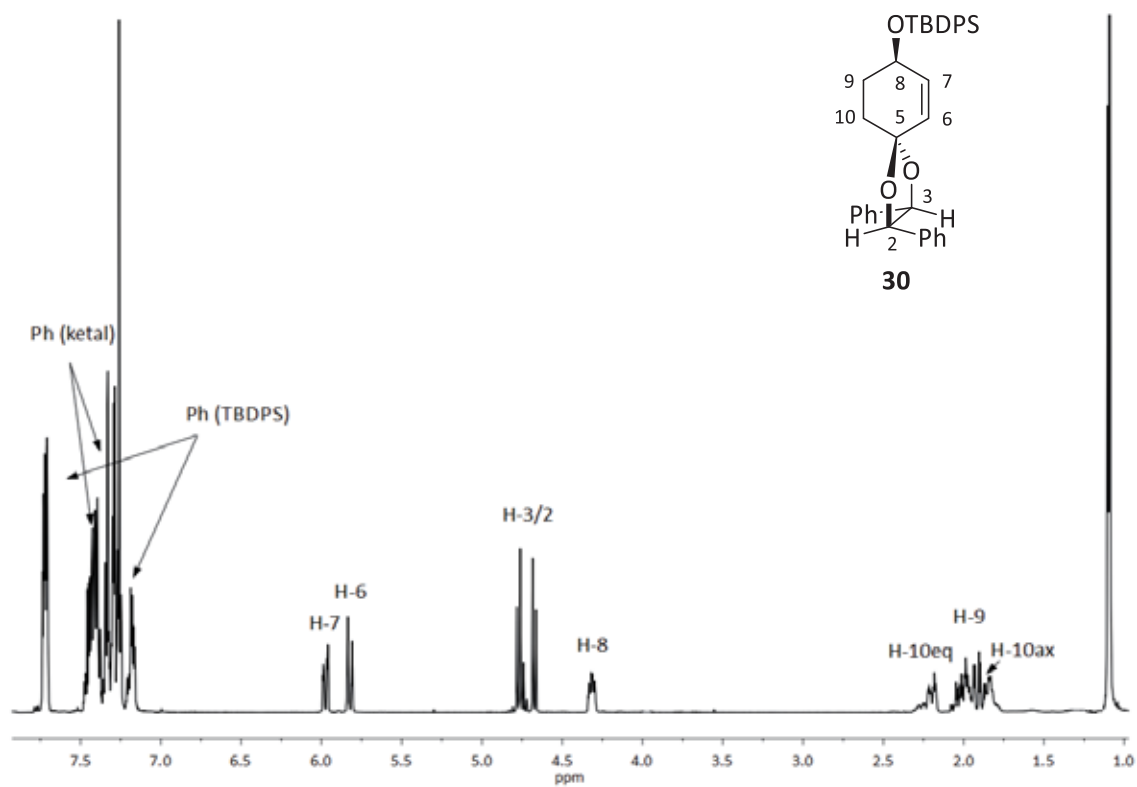 OTBDPS
9 8 7
10 5 6
O
O 3
Ph H
H 2 Ph
30
Ph (ketal)
Ph (TBDPS)
H-3/2
H-6
H-7
H-8
H-9
H-10eq H-10ax
7.5 7.0 6.5 6.0 5.5 5.0 4.5 4.0 3.5 3.0 2.5 2.0 1.5 1.0
ppm